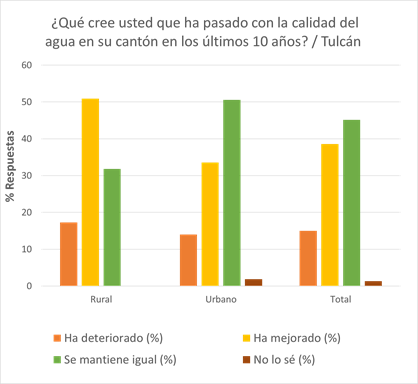 ¿Qué cree usted que ha pasado con la calidad del
agua en su cantón en los últimos 10 años? / Tulcán
60
50
40
30
20
10
0
% Respuestas
Rural
Urbano
Total
Ha deteriorado (%)
Ha mejorado (%)
Se mantiene igual (%)
No lo sé (%)